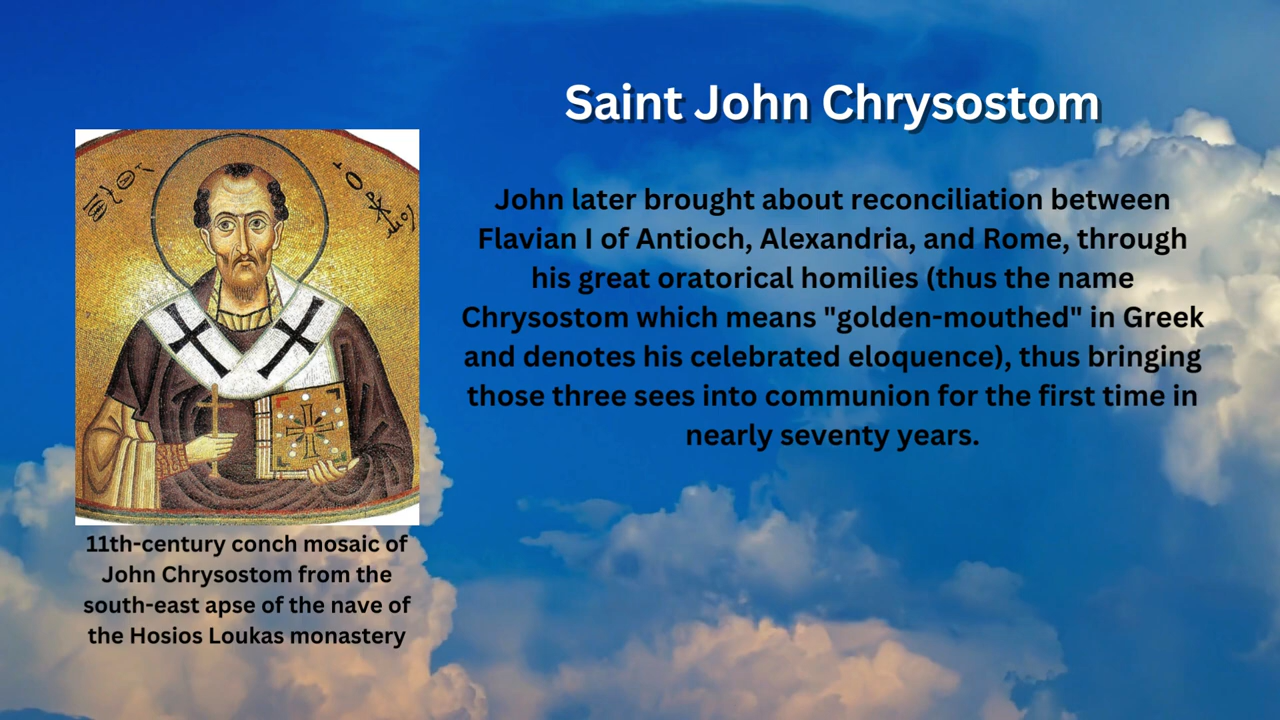 Saint John Chrysostom
John later brought about reconciliation between
Flavian I of Antioch, Alexandria, and Rome, through
his great oratorical homilies (thus the name
Chrysostom which means "golden-mouthed" in Greek
and denotes his celebrated eloquence), thus bringing
those three sees into communion for the first time in
nearly seventy years.
11th-century conch mosaic of
John Chrysostom from the
south-east apse of the nave of
the Hosios Loukas monastery